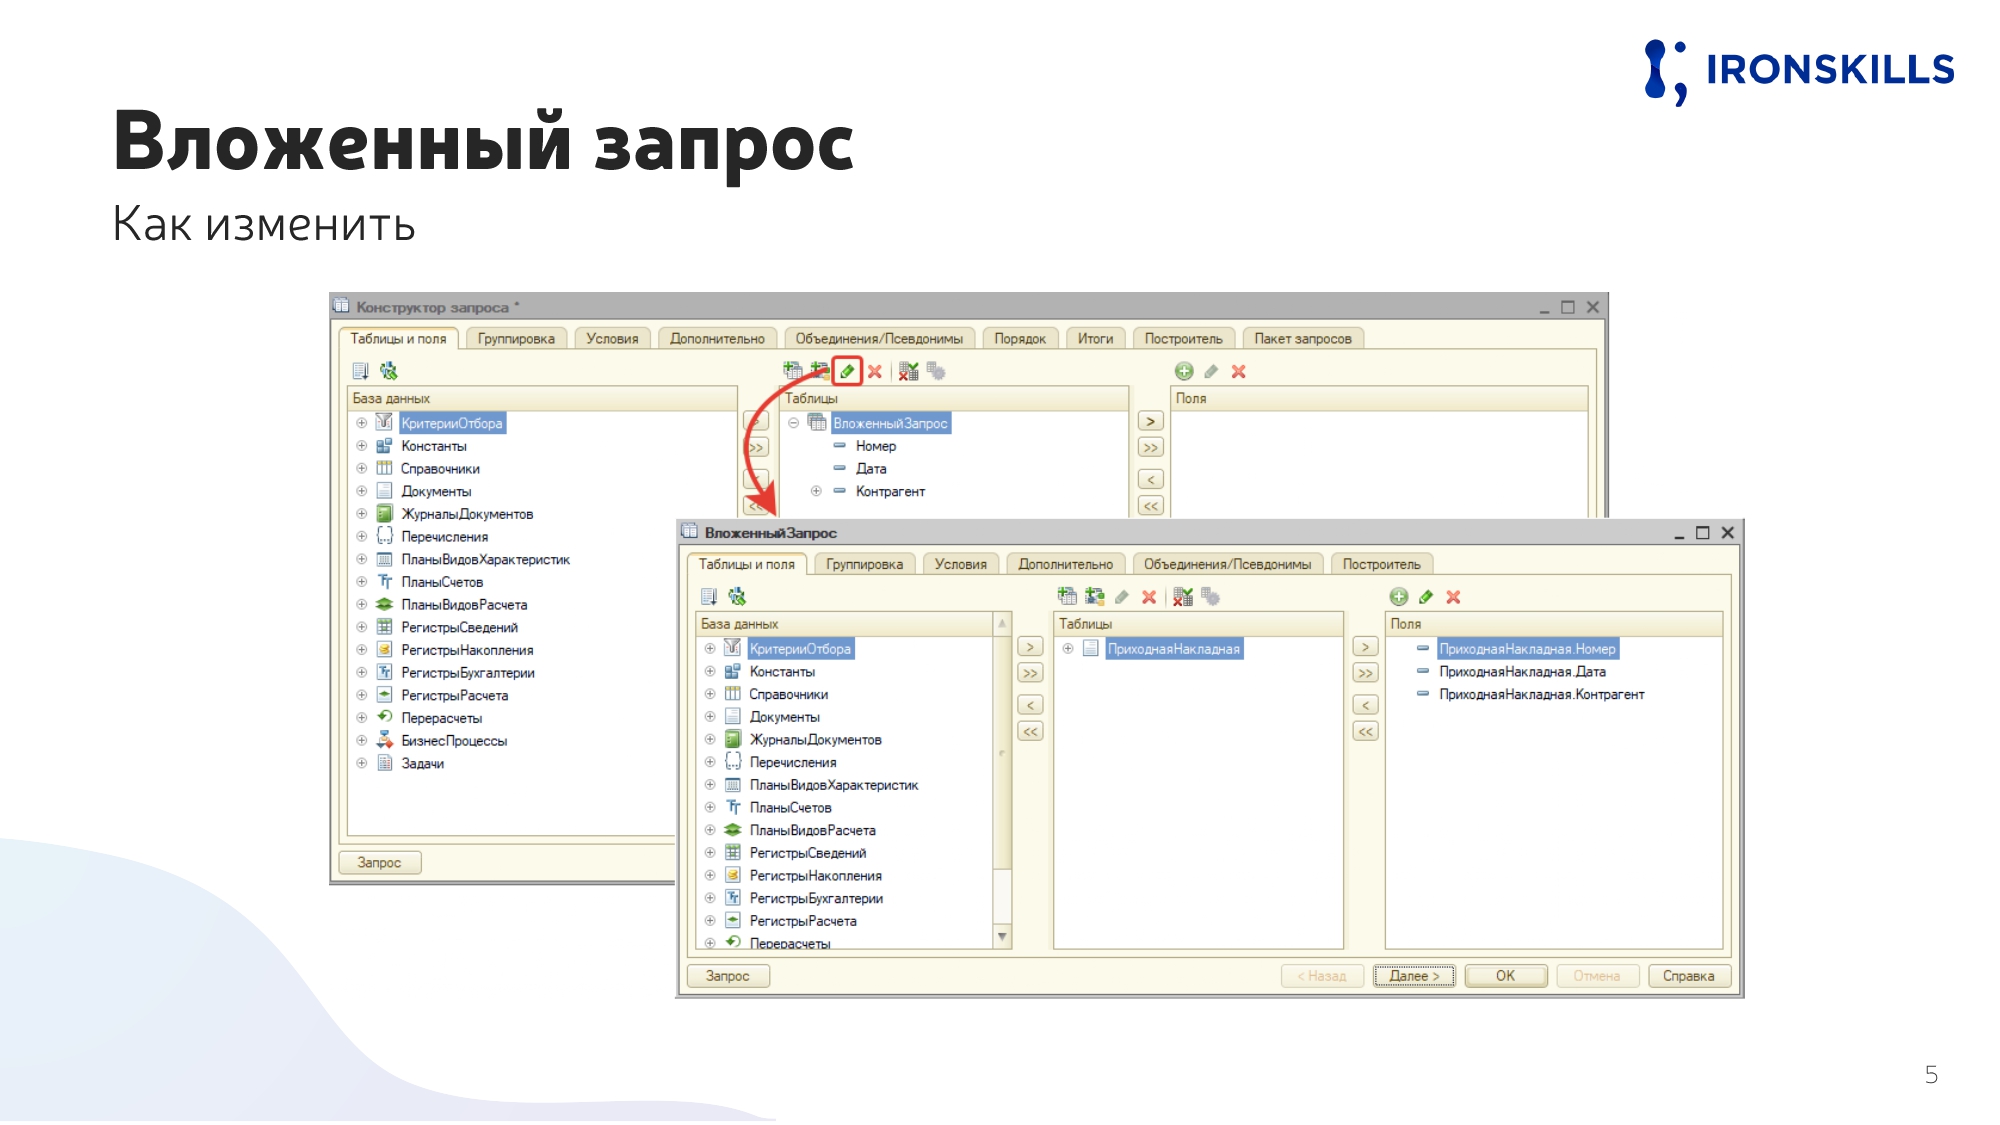 IRONSKILLS
Вложенный запрос
Как изменить
Конструктор запроса *
Таблицы и поля Группировка Условия Дополнительно Объединения/Псевдонимы Порядок Итоги Построитель Пакет запросов
База данных
КритерииОтбора
Константы
Справочники
Документы
ЖурналыДокументов
Перечисления
ПланыВидовХарактеристик
ПланыСчетов
ПланыВидовРасчета
РегистрыСведений
РегистрыНакопления
РегистрыБухгалтерии
РегистрыРасчета
Перерасчеты
БизнесПроцессы
Задачи
Запрос
>>
<<
Таблицы
ВложенныйЗапрос
Номер
Дата
Контрагент
>
>>
<
<<
Поля
ВложенныйЗапрос
Таблицы и поля Группировка Условия Дополнительно Объединения/Псевдонимы Построитель
База данных
КритерииОтбора
Константы
Справочники
Документы
ЖурналыДокументов
Перечисления
ПланыВидовХарактеристик
ПланыСчетов
ПланыВидовРасчета
РегистрыСведений
РегистрыНакопления
РегистрыБухгалтерии
РегистрыРасчета
Перерасчеты
>
>>
<
<<
Таблицы
ПриходнаяНакладная
>
>>
<
<<
Поля
ПриходнаяНакладная.Номер
ПриходнаяНакладная.Дата
ПриходнаяНакладная.Контрагент
Запрос < Назад Далее > OK Отмена Справка
5